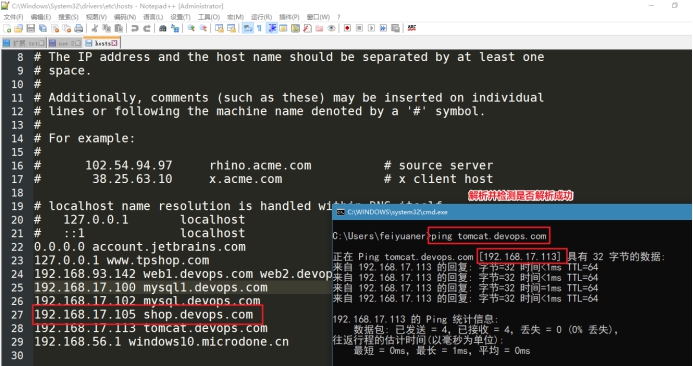 C:\Windows\System32\drivers\etc\hosts - Notepad++ [Administrator]
文件(F) 编辑(E) 搜索(S) 视图(V) 编码(N) 语言(L) 设置(T) 工具(O) 宏(M) 运行(R) 插件(P) 窗口(W) ?
hosts
8 # The IP address and the host name should be separated by at least one
9 # space.
10 #
11 # Additionally, comments (such as these) may be inserted on individual
12 # lines or following the machine name denoted by a '#' symbol.
13 #
14 # For example:
15 #
16 # 102.54.94.97 rhino.acme.com # source server
17 # 38.25.63.10 x.acme.com # x client host
18
19 # localhost name resolution is handled with
20 # 127.0.0.1 localhost
21 # ::1 localhost
22 0.0.0.0 account.jetbrains.com
23 127.0.0.1 www.tpshop.com
24 192.168.93.142 web1.devops.com web2.devop
25 192.168.17.100 mysql1.devops.com
26 192.168.17.102 mysql.devops.com
27 192.168.17.105 shop.devops.com
28 192.168.17.113 tomcat.devops.com
29 192.168.56.1 windows10.microdone.cn
30
解析并检测是否解析成功
C:\WINDOWS\system32\cmd.exe
C:\Users\feiyuaner>ping tomcat.devops.com
正在 Ping tomcat.devops.com [192.168.17.113] 具有 32 字节的数据:
来自 192.168.17.113 的回复: 字节=32 时间<1ms TTL=64
来自 192.168.17.113 的回复: 字节=32 时间<1ms TTL=64
来自 192.168.17.113 的回复: 字节=32 时间<1ms TTL=64
来自 192.168.17.113 的回复: 字节=32 时间=1ms TTL=64
192.168.17.113 的 Ping 统计信息:
数据包: 已发送 = 4，已接收 = 4，丢失 = 0 (0% 丢失)，
往返行程的估计时间(以毫秒为单位):
最短 = 0ms，最长 = 1ms，平均 = 0ms